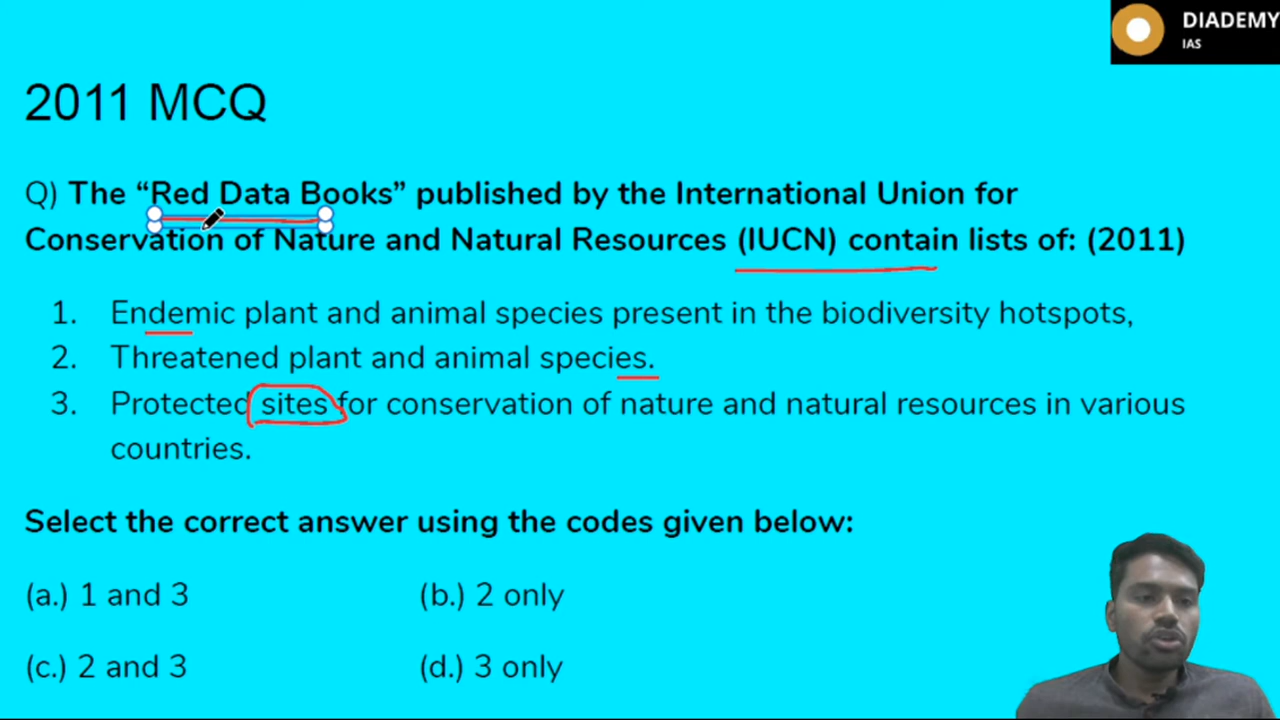 DIADEMY
IAS
2011 MCQ
Q) The “Red Data Books” published by the International Union for
Conservation of Nature and Natural Resources (IUCN) contain lists of: (2011)
1. Endemic plant and animal species present in the biodiversity hotspots,
2. Threatened plant and animal species.
3. Protected sites for conservation of nature and natural resources in various
countries.
Select the correct answer using the codes given below:
(a.) 1 and 3 (b.) 2 only
(c.) 2 and 3 (d.) 3 only